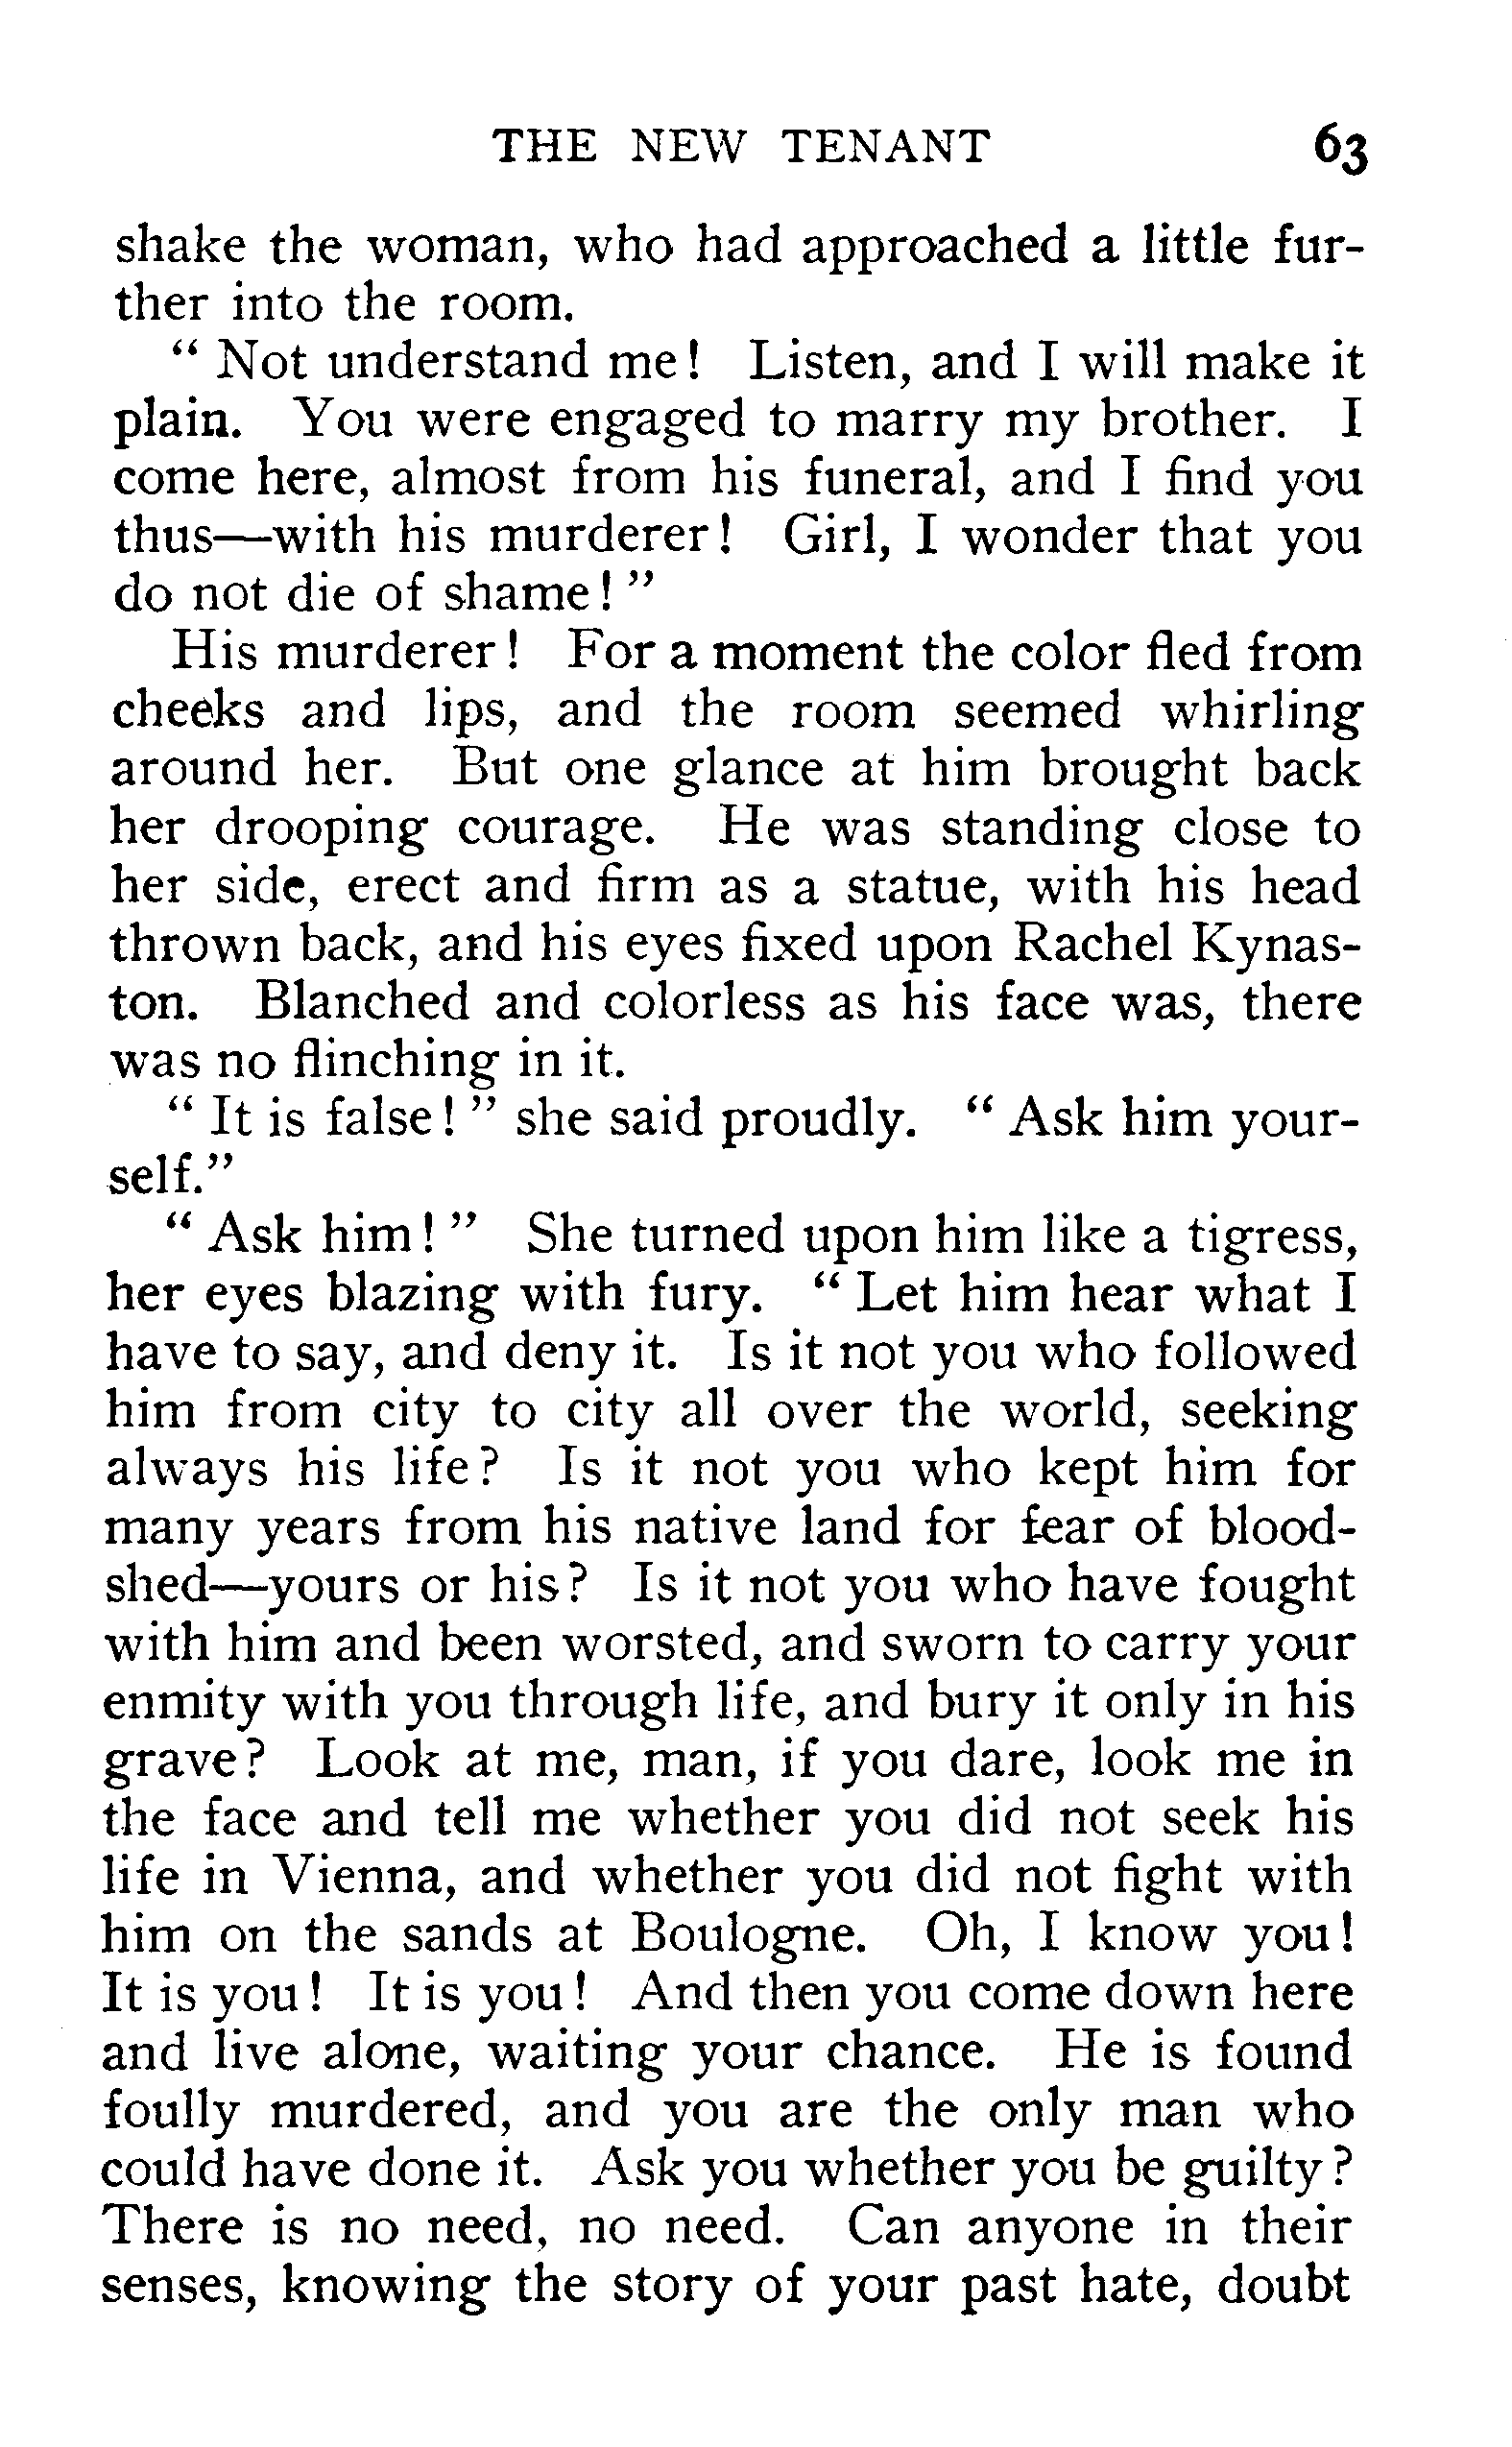 THE NEW TENANT 63
shake the woman, who had approached a little fur-
ther into the room.
“ Not understand me! Listen, and I will make it
plain. You were engaged to marry my brother. I
come here, almost from his funeral, and I find you
thus—with his murderer! Girl, I wonder that you
do not die of shame! ”
His murderer! For a moment the color fled from
cheeks and lips, and the room seemed whirling
around her. But one glance at him brought back
her drooping courage. He was standing close to
her side, erect and firm as a statue, with his head
thrown back, and his eyes fixed upon Rachel Kynas-
ton. Blanched and colorless as his face was, there
was no flinching in it.
“ It is false! ” she said proudly. “ Ask him your-
self.”
“ Ask him! ” She turned upon him like a tigress,
her eyes blazing with fury. “ Let him hear what I
have to say, and deny it. Is it not you who followed
him from city to city all over the world, seeking
always his life? Is it not you who kept him for
many years from his native land for fear of blood-
shed—yours or his? Is it not you who have fought
with him and been worsted, and sworn to carry your
enmity with you through life, and bury it only in his
grave? Look at me, man, if you dare, look me in
the face and tell me whether you did not seek his
life in Vienna, and whether you did not fight with
him on the sands at Boulogne. Oh, I know you!
It is you! It is you! And then you come down here
and live alone, waiting your chance. He is found
foully murdered, and you are the only man who
could have done it. Ask you whether you be guilty?
There is no need, no need. Can anyone in their
senses, knowing the story of your past hate, doubt